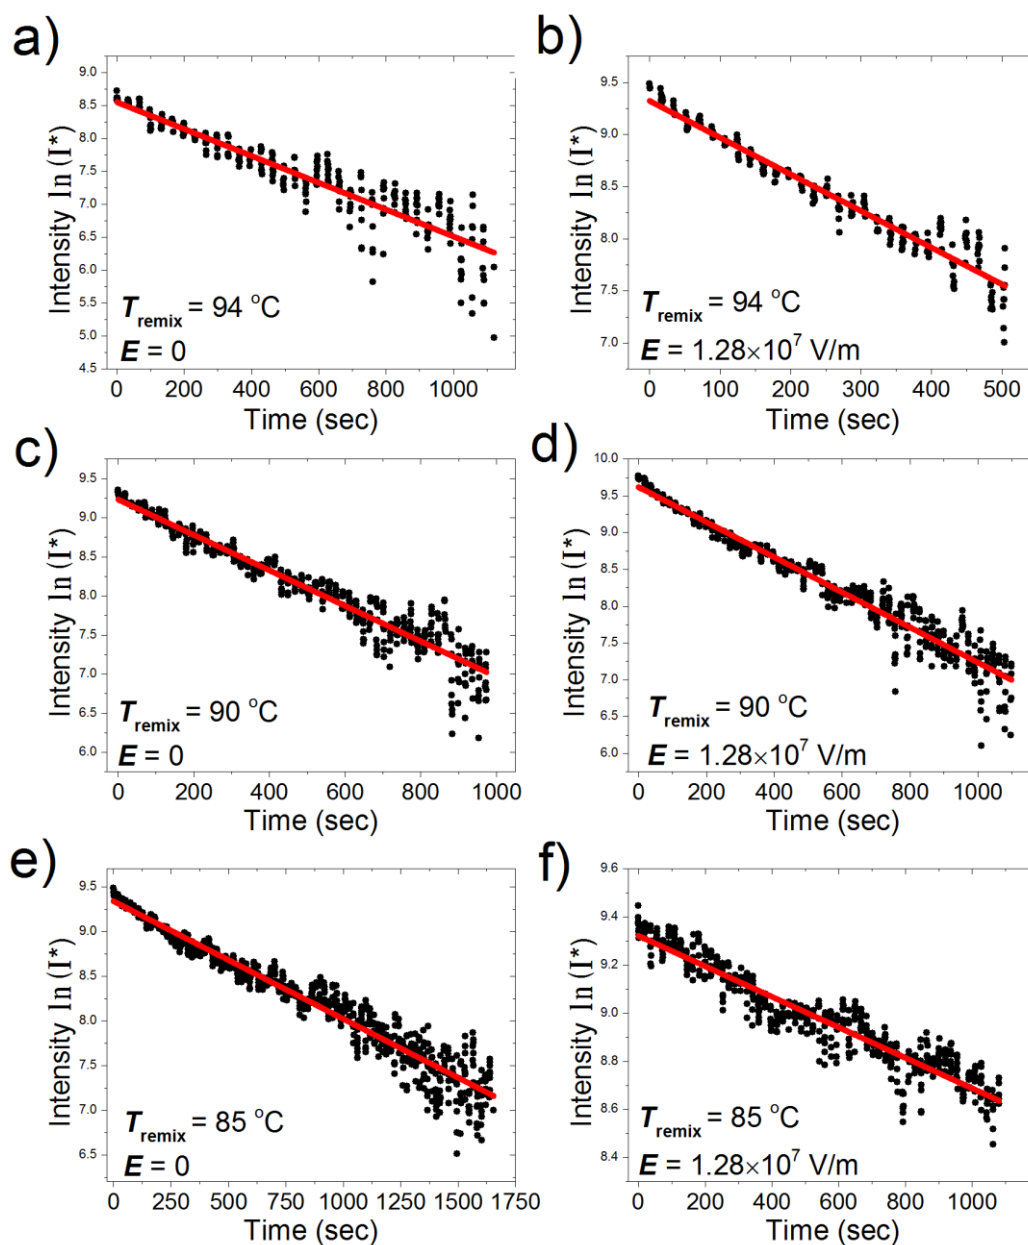 a)
Intensity ln (I*)
9.0
8.5
8.0
7.5
7.0
6.5
6.0
5.5
5.0
4.5
T remix = 94 °C
E = 0
0 200 400 600 800 1000
Time (sec)
b)
Intensity ln (I*)
9.5
9.0
8.5
8.0
7.5
7.0
T remix = 94 °C
E = 1.28×10⁷ V/m
0 100 200 300 400 500
Time (sec)
c)
Intensity ln (I*)
9.5
9.0
8.5
8.0
7.5
7.0
6.5
6.0
T remix = 90 °C
E = 0
0 200 400 600 800 1000
Time (sec)
d)
Intensity ln (I*)
10.0
9.5
9.0
8.5
8.0
7.5
7.0
6.5
6.0
T remix = 90 °C
E = 1.28×10⁷ V/m
0 200 400 600 800 1000
Time (sec)
e)
Intensity ln (I*)
9.5
9.0
8.5
8.0
7.5
7.0
6.5
T remix = 85 °C
E = 0
0 250 500 750 1000 1250 1500 1750
Time (sec)
f)
Intensity ln (I*)
9.6
9.4
9.2
9.0
8.8
8.6
8.4
T remix = 85 °C
E = 1.28×10⁷ V/m
0 200 400 600 800 1000
Time (sec)